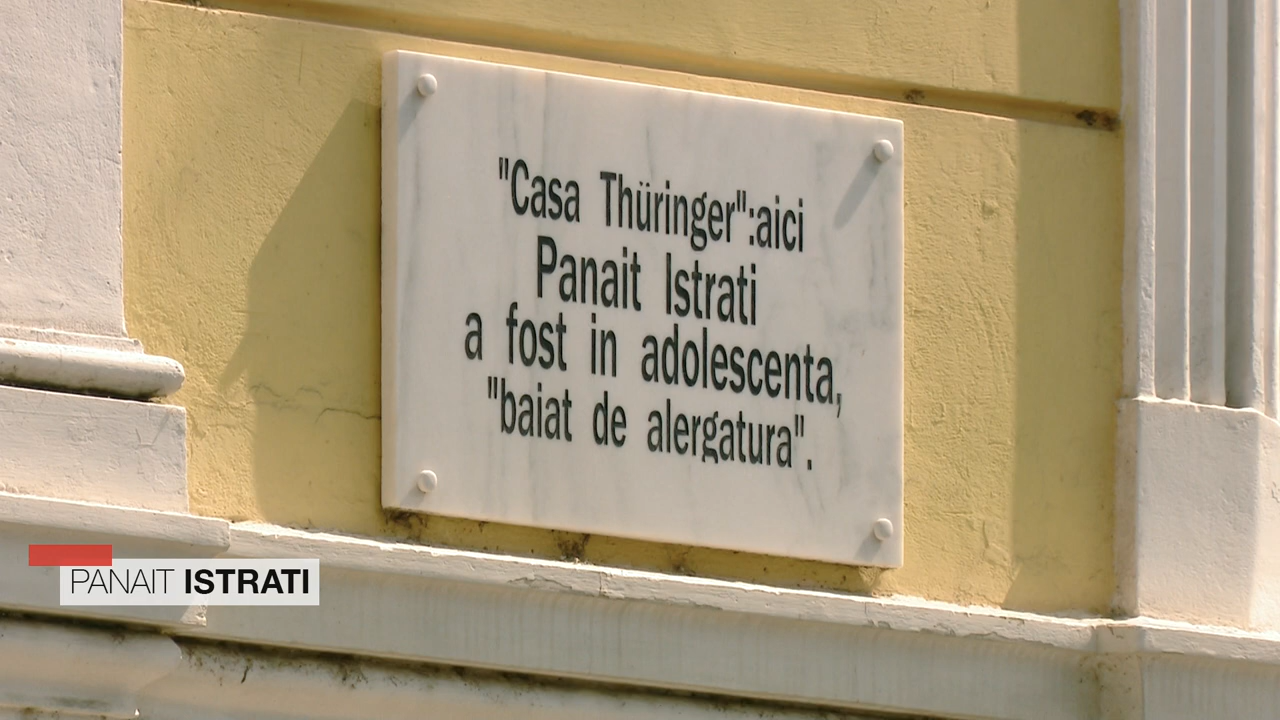 "Casa Thüringer":aici
Panait Istrati
a fost in adolescenta,
"baiat de alergatura".
PANAIT ISTRATI